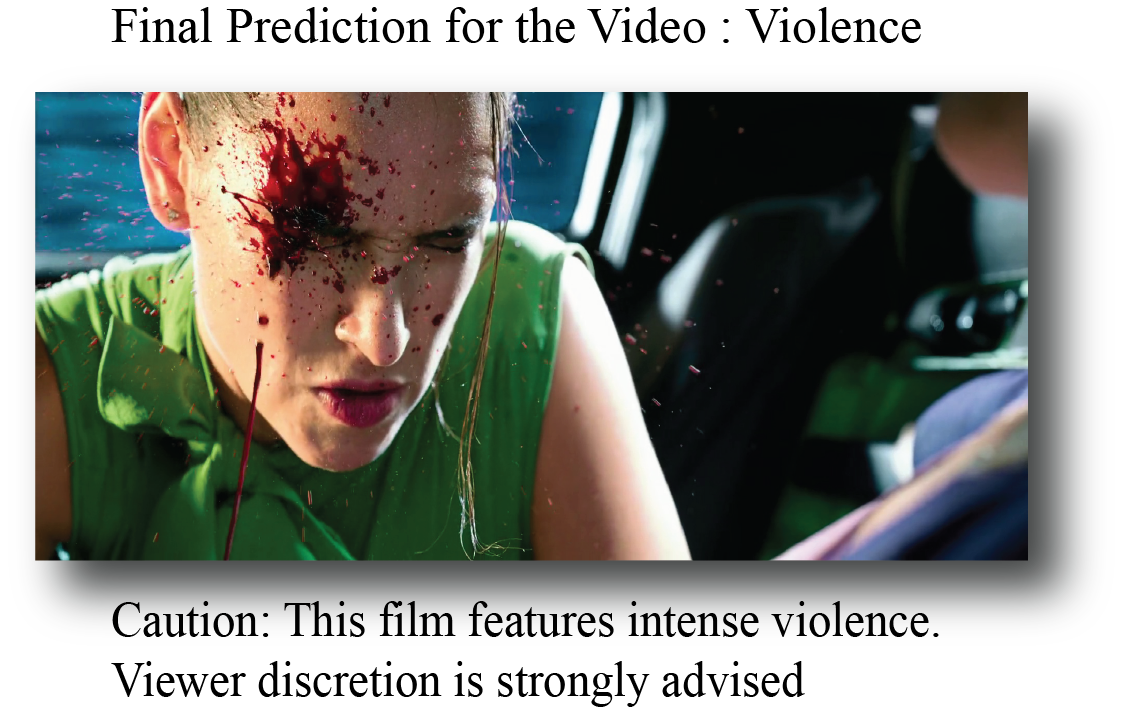 Final Prediction for the Video : Violence
Caution: This film features intense violence.
Viewer discretion is strongly advised